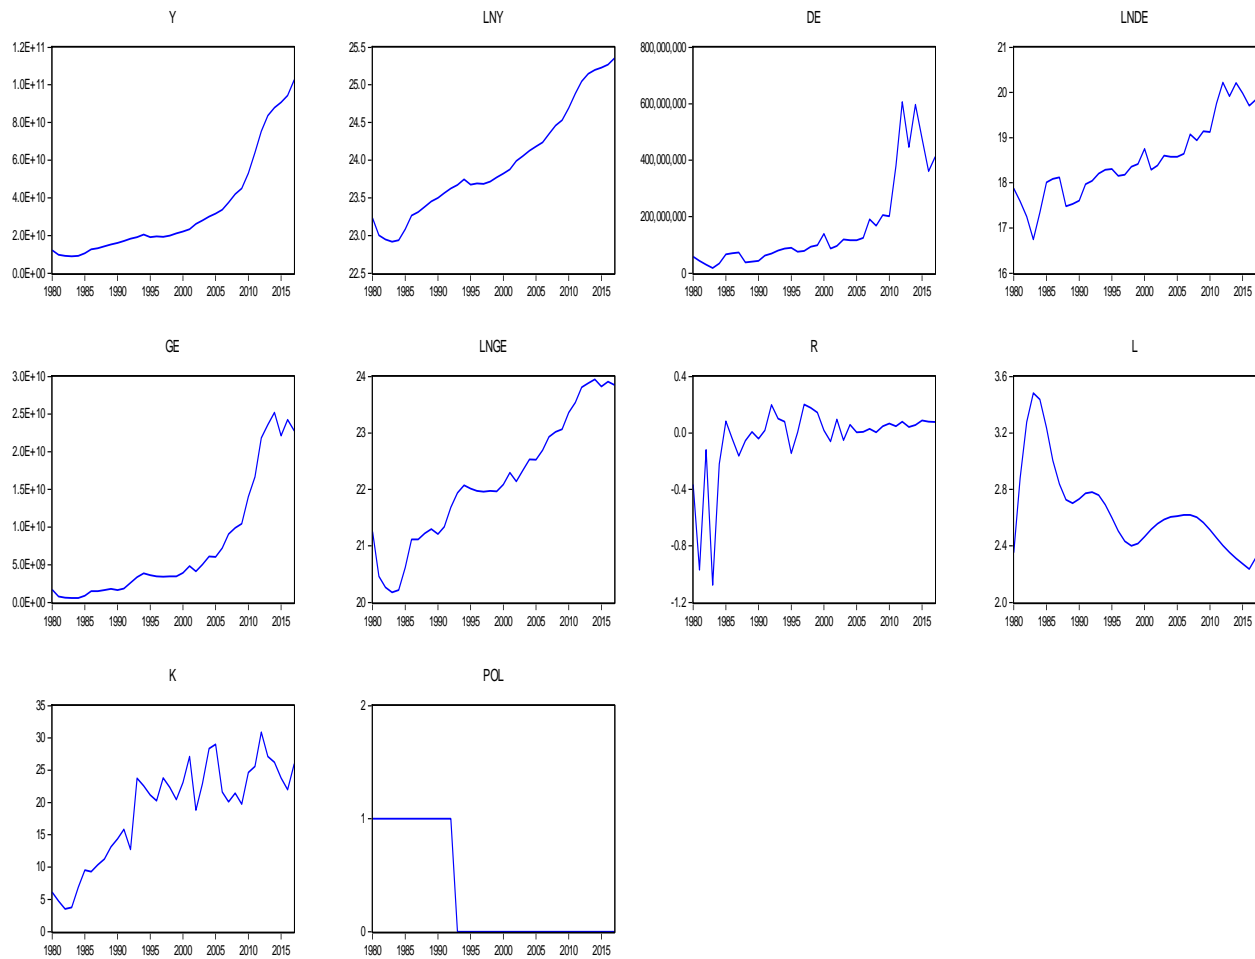 Y
1.2E+11
1.0E+11
8.0E+10
6.0E+10
4.0E+10
2.0E+10
0.0E+00
1980 1985 1990 1995 2000 2005 2010 2015
LNY
25.5
25.0
24.5
24.0
23.5
23.0
22.5
1980 1985 1990 1995 2000 2005 2010 2015
DE
800,000,000
600,000,000
400,000,000
200,000,000
0
1980 1985 1990 1995 2000 2005 2010 2015
LNDE
21
20
19
18
17
16
1980 1985 1990 1995 2000 2005 2010 2015
GE
3.0E+10
2.5E+10
2.0E+10
1.5E+10
1.0E+10
5.0E+09
0.0E+00
1980 1985 1990 1995 2000 2005 2010 2015
LNGE
24
23
22
21
20
1980 1985 1990 1995 2000 2005 2010 2015
R
0.4
0.0
-0.4
-0.8
-1.2
1980 1985 1990 1995 2000 2005 2010 2015
L
3.6
3.2
2.8
2.4
2.0
1980 1985 1990 1995 2000 2005 2010 2015
K
35
30
25
20
15
10
5
0
1980 1985 1990 1995 2000 2005 2010 2015
POL
2
1
0
1980 1985 1990 1995 2000 2005 2010 2015